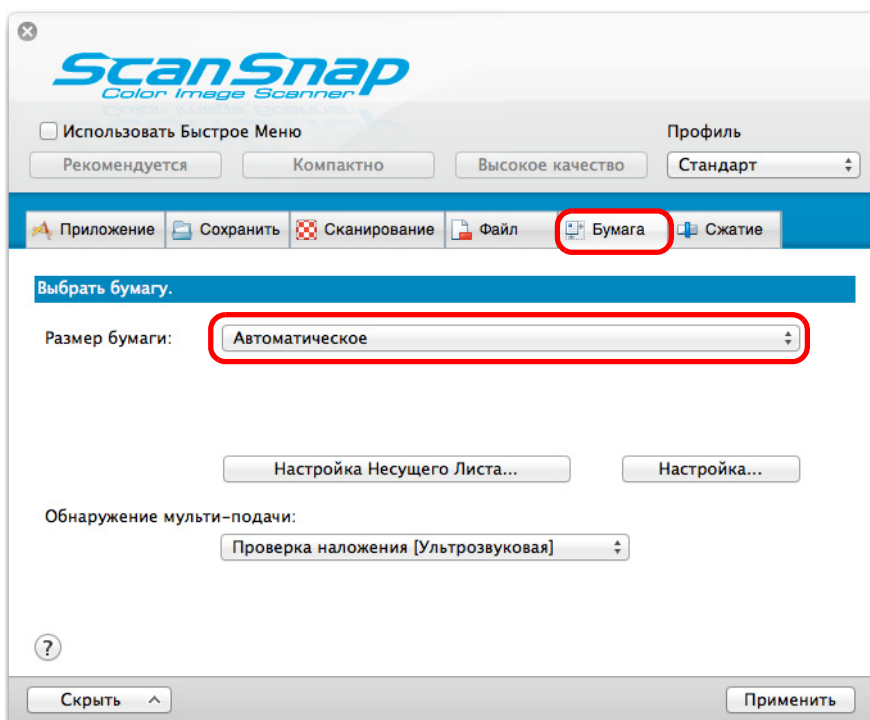 ScanSnap
Color Image Scanner
Использовать Быстрое Меню
Профиль
Рекомендуется Компактно Высокое качество Стандарт
Приложение Сохранить Сканирование Файл Бумага Сжатие
Выбрать бумагу.
Размер бумаги: Автоматическое
Настройка Несущего Листа... Настройка...
Обнаружение мульти-подачи:
Проверка наложения [Ультрозвуковая]
?
Скрыть Применить